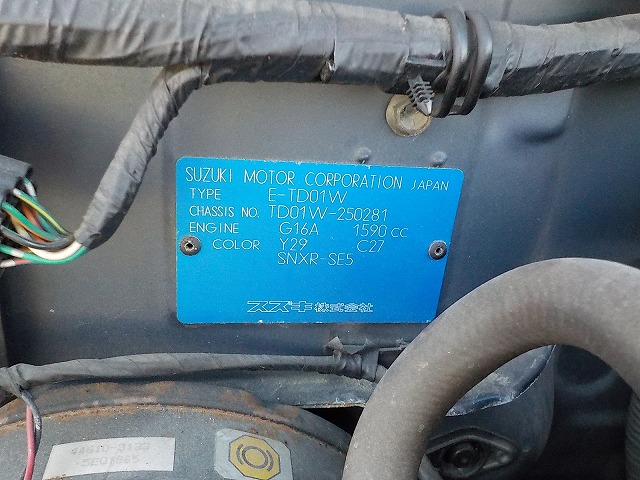 SUZUKI MOTOR CORPORATION JAPAN
TYPE E-TD01W
CHASSIS NO. TD01W-250281
ENGINE G16A 1590 cc
COLOR Y29 C27
SNXR-SE5
スズキ株式会社